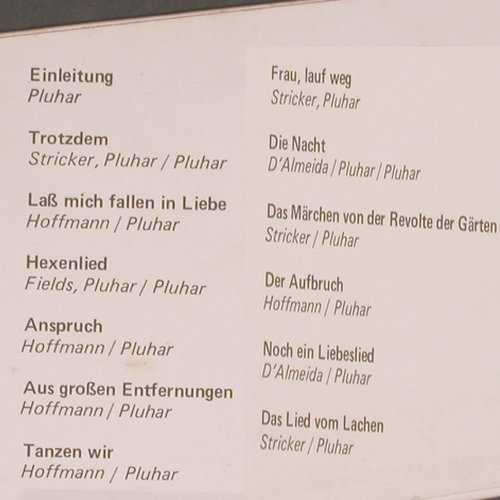 Einleitung
Pluhar
Trotzdem
Stricker, Pluhar / Pluhar
Laß mich fallen in Liebe
Hoffmann / Pluhar
Hexenlied
Fields, Pluhar / Pluhar
Anspruch
Hoffmann / Pluhar
Aus großen Entfernungen
Hoffmann / Pluhar
Tanzen wir
Hoffmann / Pluhar
Frau, lauf weg
Stricker, Pluhar
Die Nacht
D'Almeida / Pluhar / Pluhar
Das Märchen von der Revolte der Gärten
Stricker / Pluhar
Der Aufbruch
Hoffmann / Pluhar
Noch ein Liebeslied
D'Almeida / Pluhar
Das Lied vom Lachen
Stricker / Pluhar